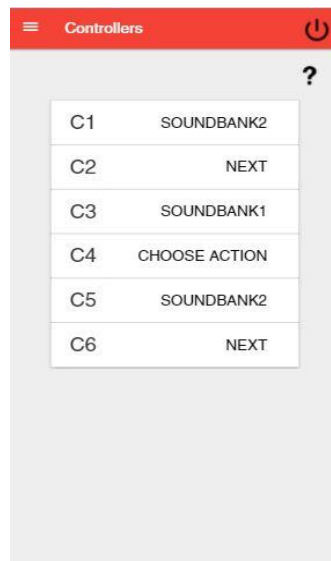 Controllers
?
C1 SOUNDBANK2
C2 NEXT
C3 SOUNDBANK1
C4 CHOOSE ACTION
C5 SOUNDBANK2
C6 NEXT